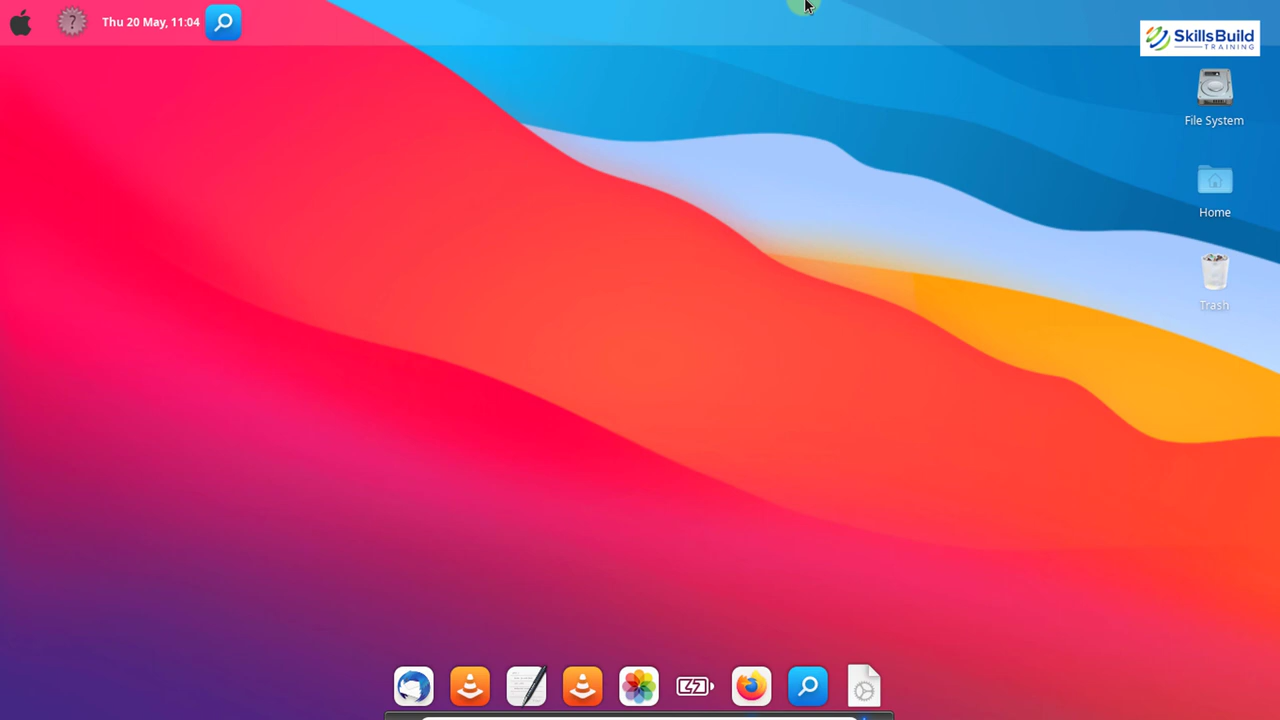 Thu 20 May, 11:04
SkillsBuild
TRAINING
File System
Home
Trash